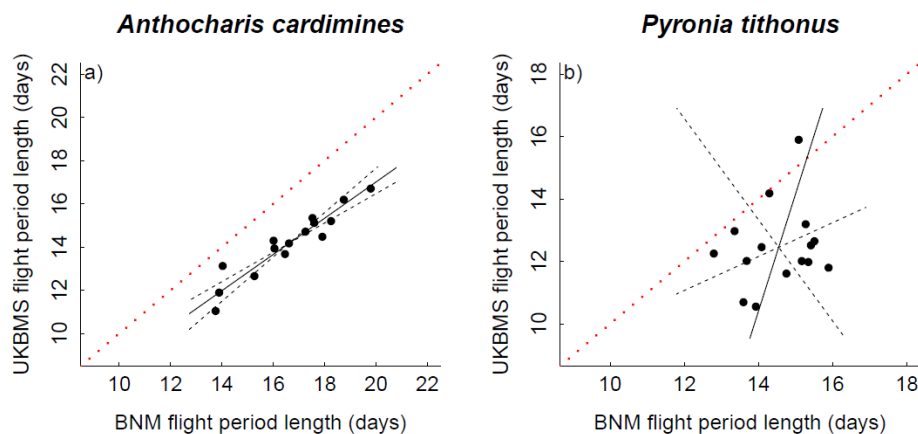 Anthocharis cardimines
Pyronia tithonus
a)
UKBMS flight period length (days)
22
20
18
16
14
12
10
10 12 14 16 18 20 22
BNM flight period length (days)
b)
UKBMS flight period length (days)
18
16
14
12
10
10 12 14 16 18
BNM flight period length (days)